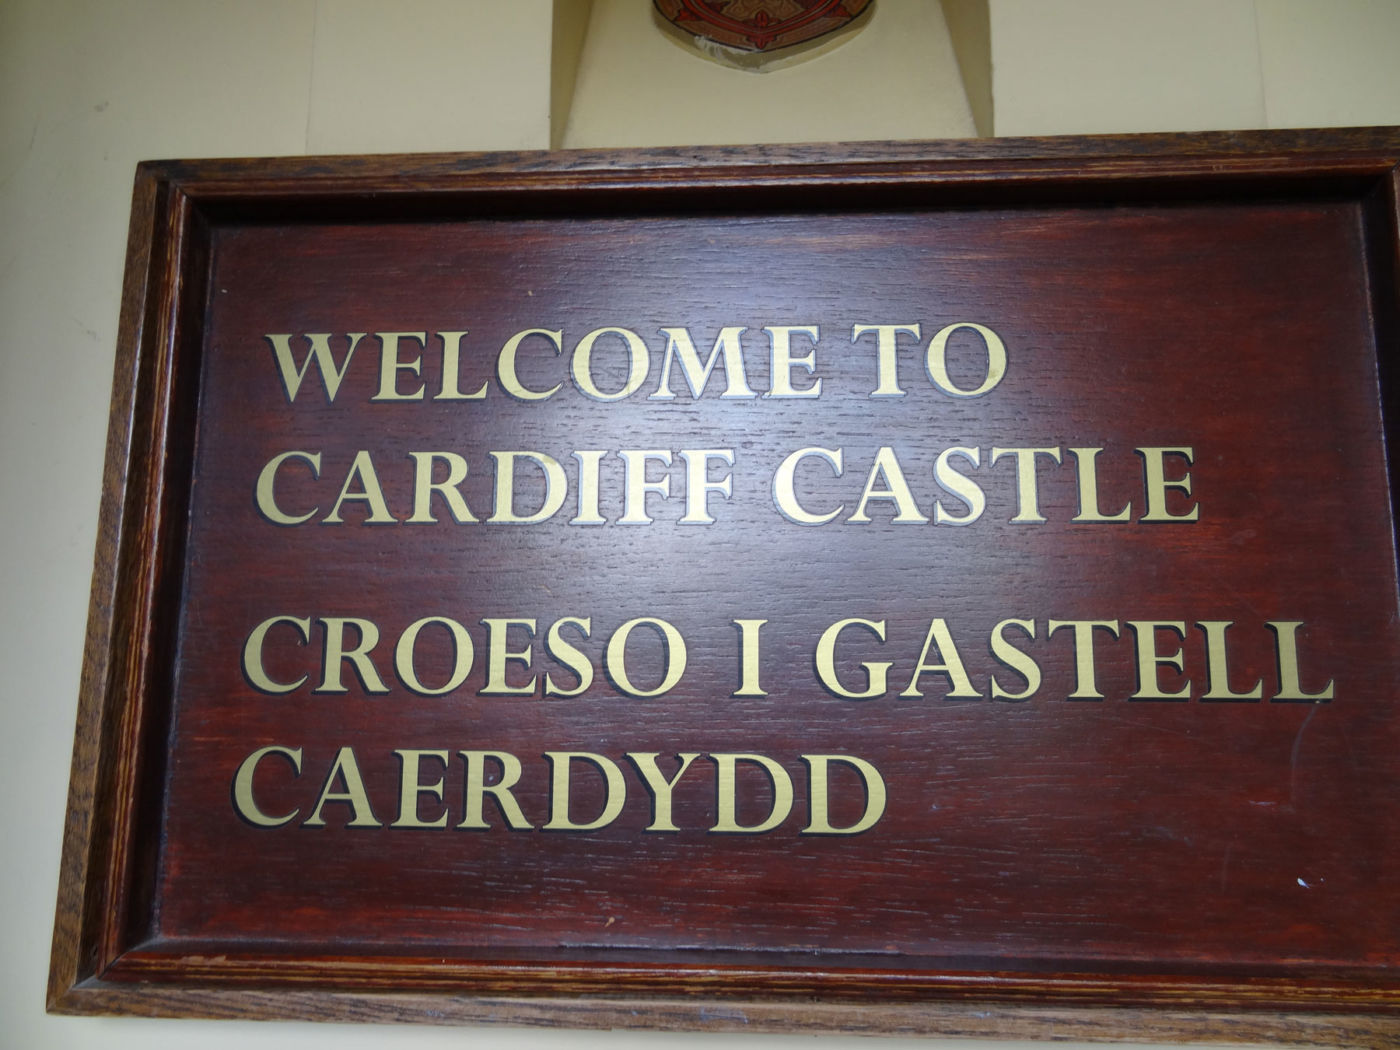 WELCOME TO
CARDIFF CASTLE
CROESO I GASTELL
CAERDYDD